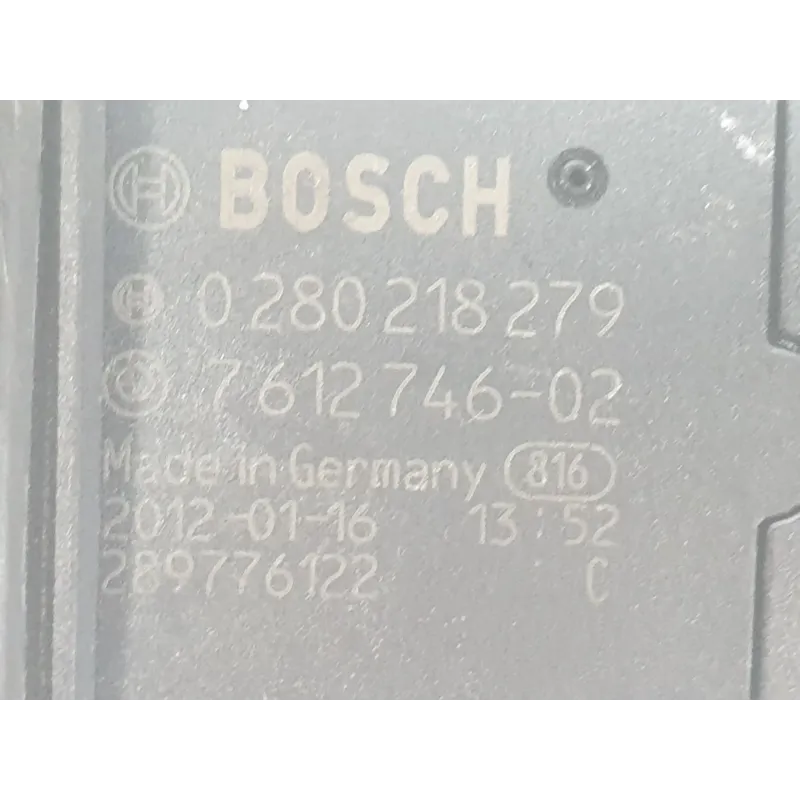 BOSCH
0 280 218 279
7 612 746-02
Made in Germany 816
2012-01-16 13:52
289776122 C